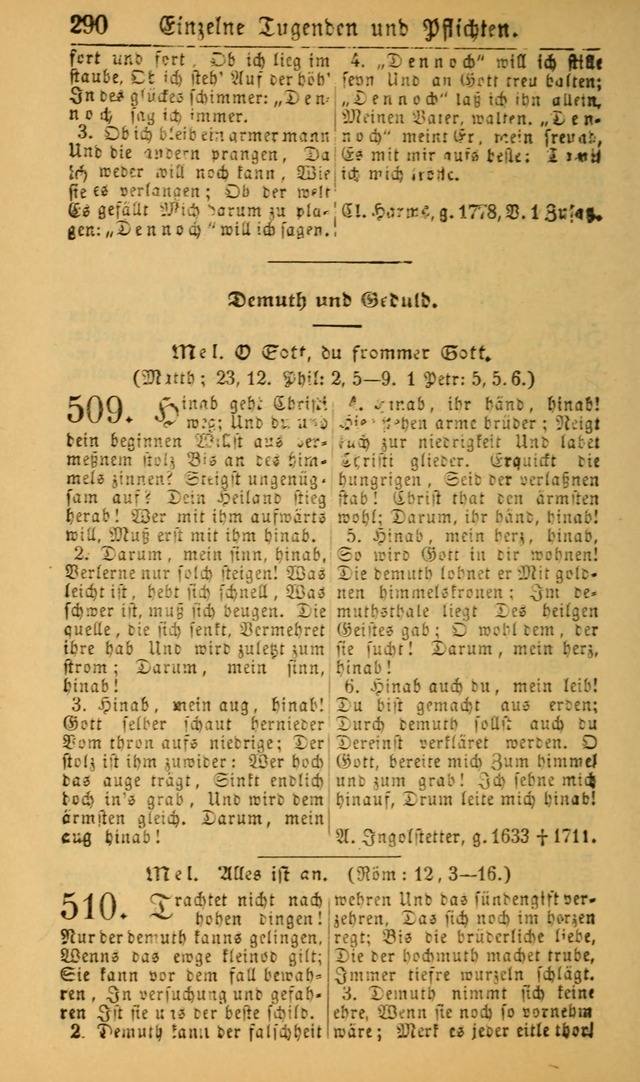 290 Einzelne Tugenden und Pflichten.
fort und fort, Ob ich lieg im
staube, Ob ich steh' Auf der höh'
In des glückes schimmer: „Den-
noch“ sag ich immer.
3. Ob ich bleib ein armer mann
Und die andern prangen, Da
Ich weder will noch kann, Wie
sie es verlangen; Ob der welt
Es gefällt Mich darum zu pla-
gen: „Dennoch“ will ich sagen.
4. „Dennoch“ will ich stille
seyn Und an Gott treu halten;
„Dennoch“ laß ich ihn allein,
Meinen Vater, walten. „Den-
noch“ meint Er, mein freund,
Es mit mir aufs beste:
ich mich tröste.
Cl. Harms, g. 1778, V. 1 Zusatz.
Demuth und Geduld.
Mel. O Gott, du frommer Gott.
(Matth; 23, 12. Phil: 2, 5—9. 1 Petr: 5, 5.6.)
509. Hinab geht Christi
weg; Und du und
dein beginnen Willst aus ver-
meßnem stolz Bis an des him-
mels zinnen? Steigst ungenüg-
sam auf? Dein Heiland stieg
herab! Wer mit ihm aufwärts
will, Muß erst mit ihm hinab.
2. Darum, mein sinn, hinab,
Verlerne nur solch steigen! Was
leicht ist, hebt sich schnell, Was
schwer ist, muß sich beugen. Die
quelle, die sich senkt, Vermehret
ihre hab Und wird zuletzt zum
strom; Darum, mein sinn,
hinab!
3. Hinab, mein aug, hinab!
Gott selber schaut hernieder
Vom thron aufs niedrige; Der
stolz ist ihm zuwider: Wer hoch
das auge trägt, Sinkt endlich
doch in's grab, Und wird dem
ärmsten gleich. Darum, mein
aug hinab!
4. Hinab, ihr händ, hinab!
Hie stehen arme brüder; Neigt
euch zur niedrigkeit Und labet
Christi glieder. Erquickt die
hungrigen, Seid der verlaßnen
stab! Christ that den ärmsten
wohl; Darum, ihr händ, hinab!
5. Hinab, mein herz, hinab,
So wird Gott in dir wohnen!
Die demuth lohnet er Mit gold-
nen himmelskronen; Im de-
muthsthale liegt Des heilgen
Geistes gab; O wohl dem, der
sie sucht! Darum, mein herz,
hinab!
6. Hinab auch du, mein leib!
Du bist gemacht aus erden;
Durch demuth sollst auch du
Dereinst verkläret werden. O
Gott, bereite mich Zum himmel
und zum grab! Ich sehne mich
hinauf, Drum leite mich hinab!
A. Ingolstetter, g. 1633 † 1711.
Mel. Alles ist an. (Röm: 12, 3—16.)
510. Trachtet nicht nach
hohen dingen!
Nur der demuth kanns gelingen,
Wenns das ewge kleinod gilt;
Sie kann vor dem fall bewah-
ren, In versuchung und gefah-
ren Ist sie uns der beste schild.
2. Demuth kann der falschheit
wehren Und das sündengift ver-
zehren, Das sich noch im herzen
regt; Bis die brüderliche liebe,
Die der hochmuth machet trübe,
Immer tiefre wurzeln schlägt.
3. Demuth nimmt sich keine
ehre, Wenn sie noch so vornehm
wäre; Merk es jeder eitle thor!